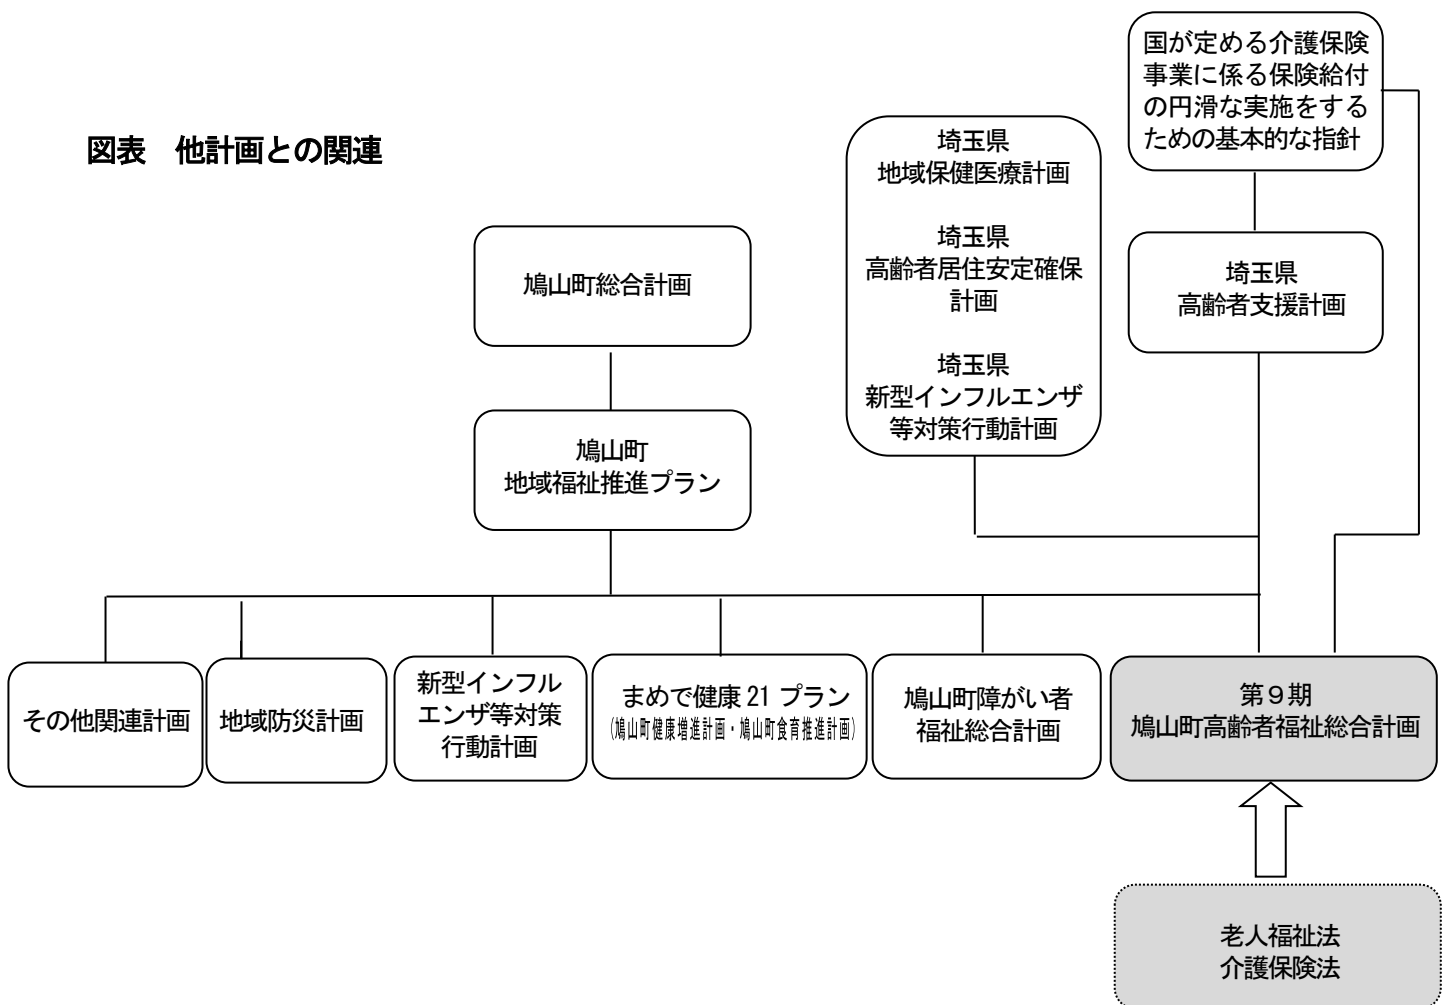 図表　他計画との関連
国が定める介護保険
事業に係る保険給付
の円滑な実施をする
ための基本的な指針
埼玉県
地域保健医療計画
埼玉県
高齢者居住安定確保
計画
埼玉県
新型インフルエンザ
等対策行動計画
埼玉県
高齢者支援計画
鳩山町総合計画
鳩山町
地域福祉推進プラン
その他関連計画
地域防災計画
新型インフル
エンザ等対策
行動計画
まめで健康 21 プラン
(鳩山町健康増進計画・鳩山町食育推進計画)
鳩山町障がい者
福祉総合計画
第９期
鳩山町高齢者福祉総合計画
老人福祉法
介護保険法